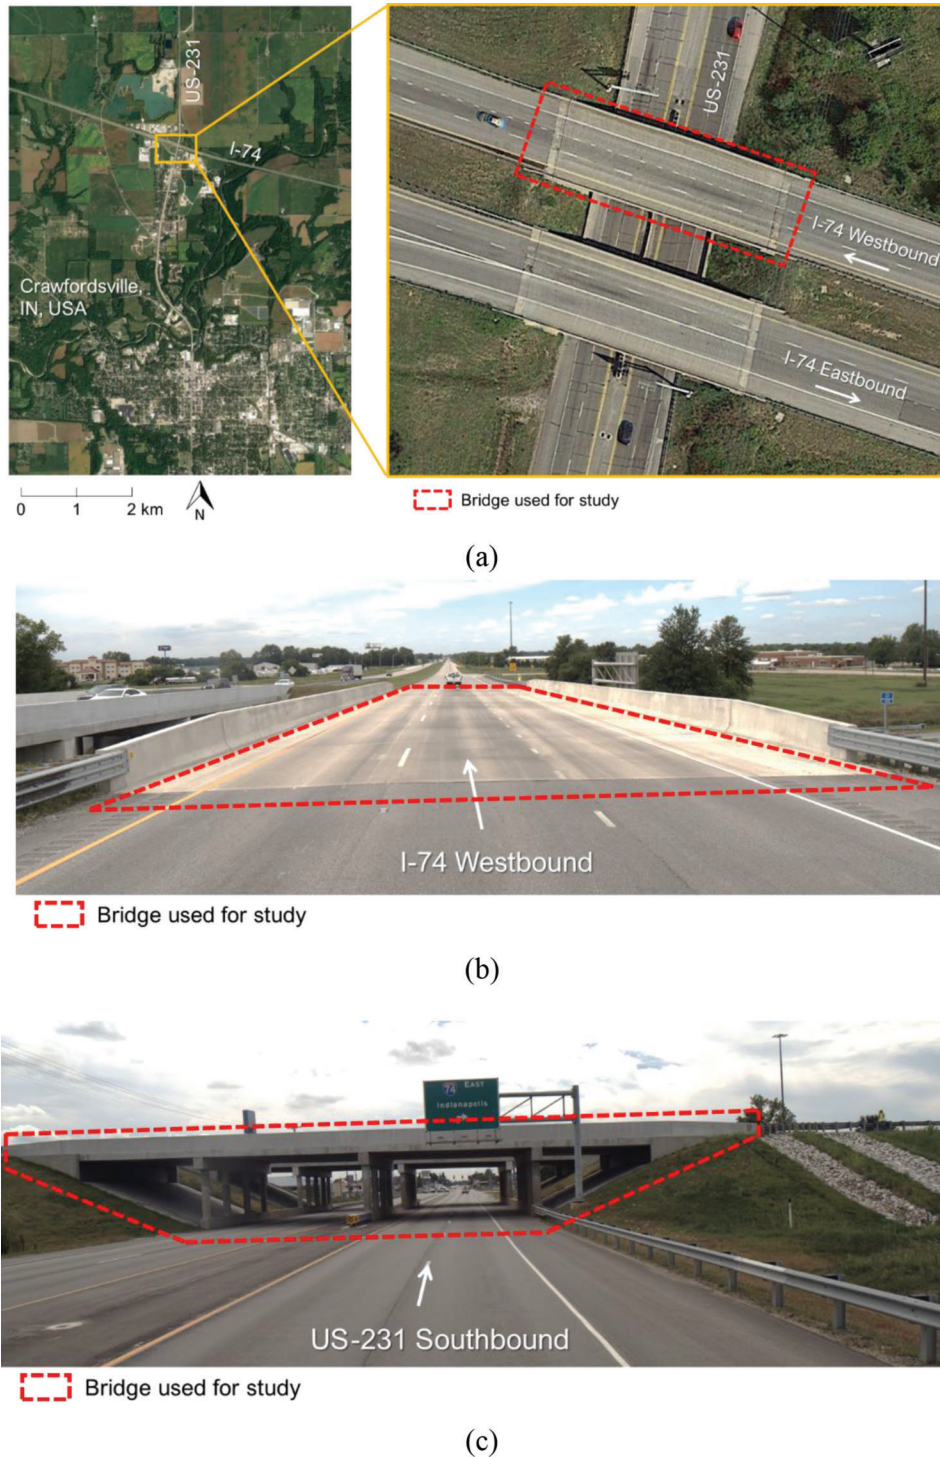 US-231
I-74
Crawfordsville,
IN, USA
US-231
I-74 Westbound
I-74 Eastbound
0 1 2 km
N
Bridge used for study
(a)
I-74 Westbound
Bridge used for study
(b)
74 EAST
Indianapolis
US-231 Southbound
Bridge used for study
(c)